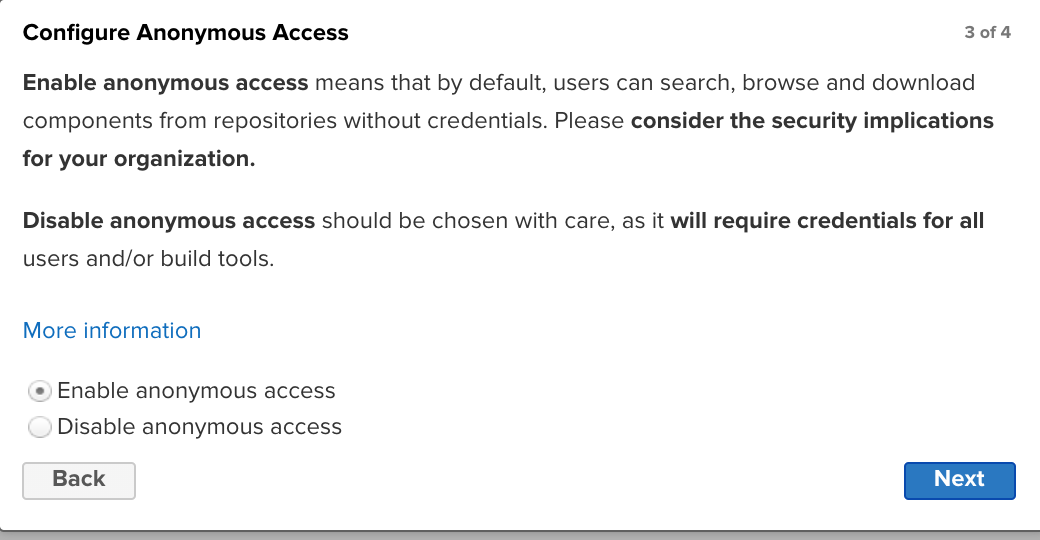 Configure Anonymous Access
3 of 4
Enable anonymous access means that by default, users can search, browse and download
components from repositories without credentials. Please consider the security implications
for your organization.
Disable anonymous access should be chosen with care, as it will require credentials for all
users and/or build tools.
More information
Enable anonymous access
Disable anonymous access
Back
Next